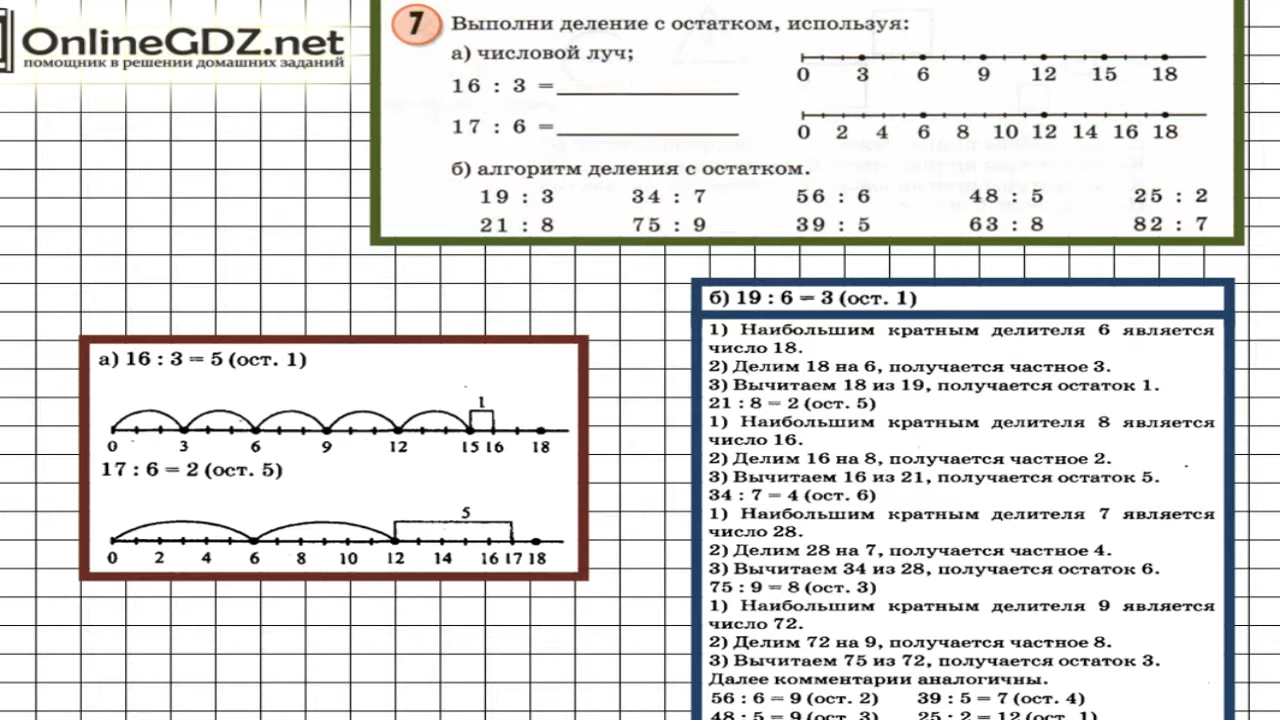 OnlineGDZ.net
помощник в решении домашних заданий
7 Выполни деление с остатком, используя:
а) числовой луч;
16 : 3 =
0 3 6 9 12 15 18
17 : 6 =
0 2 4 6 8 10 12 14 16 18
б) алгоритм деления с остатком.
19 : 3 34 : 7 56 : 6 48 : 5 25 : 2
21 : 8 75 : 9 39 : 5 63 : 8 82 : 7
а) 16 : 3 = 5 (ост. 1)
1
0 3 6 9 12 15 16 18
17 : 6 = 2 (ост. 5)
5
0 2 4 6 8 10 12 16 17 18
б) 19 : 6 = 3 (ост. 1)
1) Наибольшим кратным делителя 6 является
число 18.
2) Делим 18 на 6, получается частное 3.
3) Вычитаем 18 из 19, получается остаток 1.
21 : 8 = 2 (ост. 5)
1) Наибольшим кратным делителя 8 является
число 16.
2) Делим 16 на 8, получается частное 2.
3) Вычитаем 16 из 21, получается остаток 5.
34 : 7 = 4 (ост. 6)
1) Наибольшим кратным делителя 7 является
число 28.
2) Делим 28 на 7, получается частное 4.
3) Вычитаем 34 из 28, получается остаток 6.
75 : 9 = 8 (ост. 3)
1) Наибольшим кратным делителя 9 является
число 72.
2) Делим 72 на 9, получается частное 8.
3) Вычитаем 75 из 72, получается остаток 3.
Далее комментарии аналогичны.
56 : 6 = 9 (ост. 2) 39 : 5 = 7 (ост. 4)
48 : 5 = 9 (ост. 3) 25 : 2 = 12 (ост. 1)